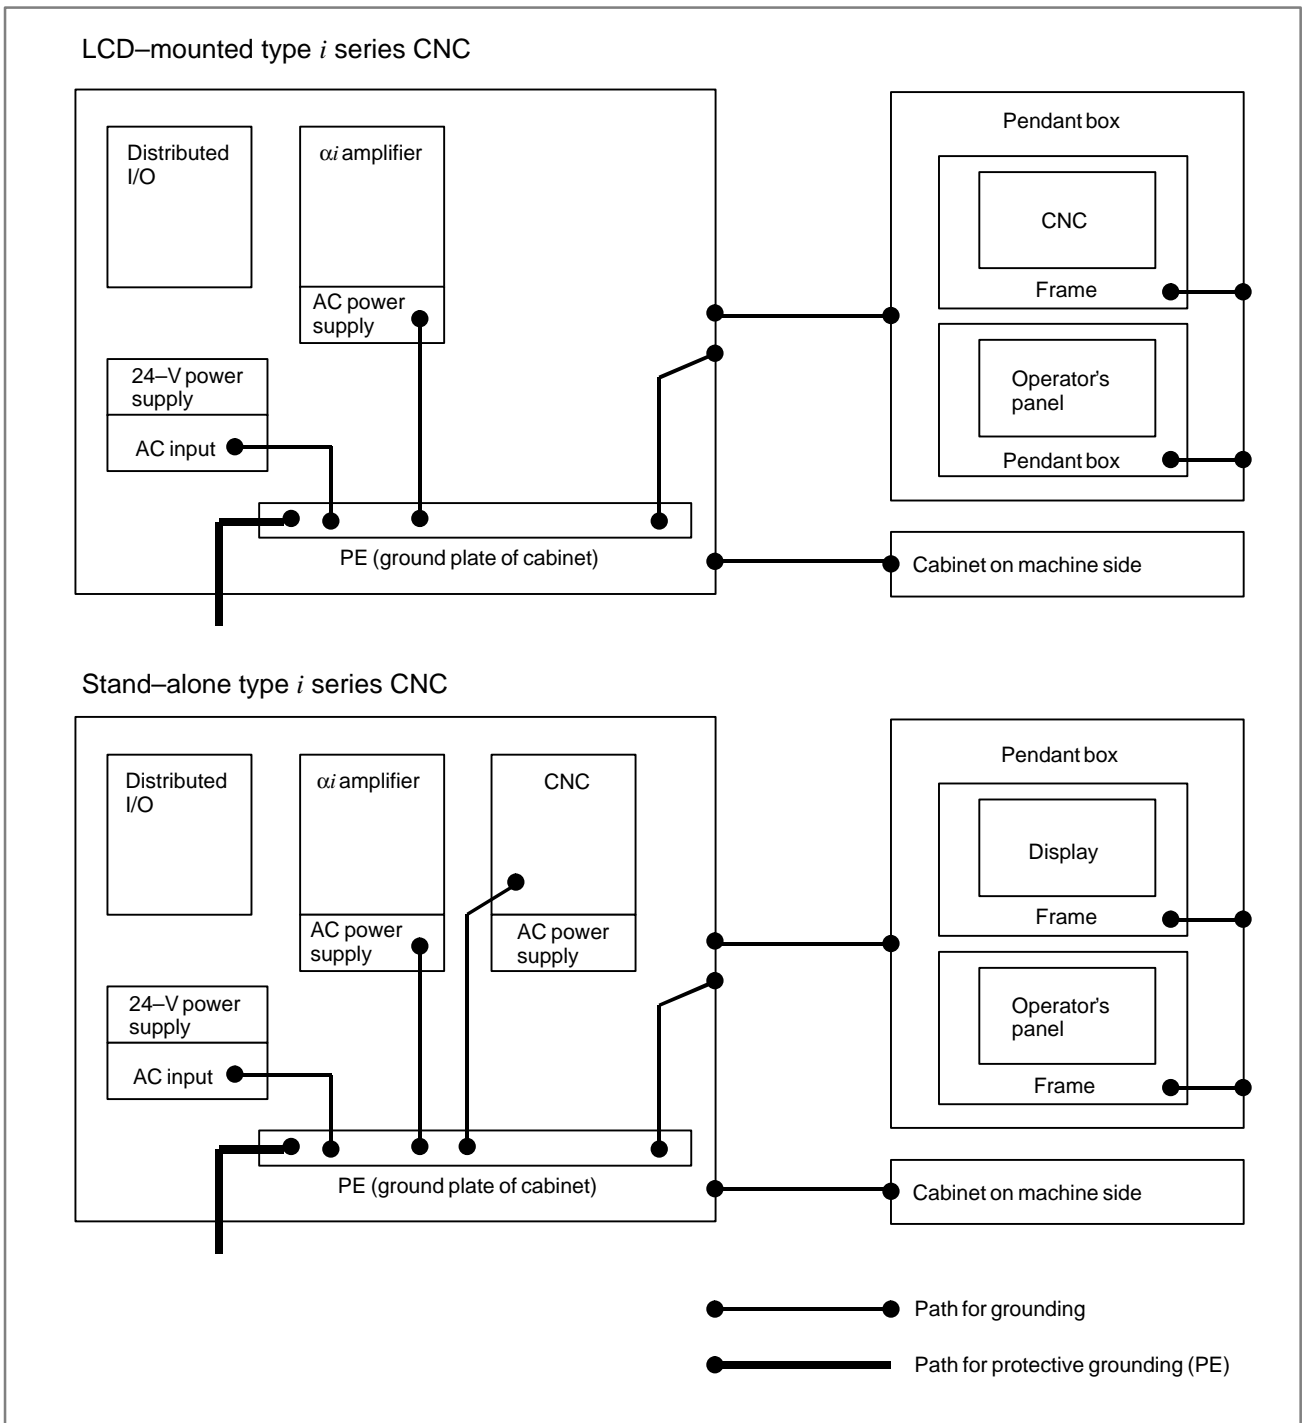 LCD–mounted type i series CNC
Distributed
I/O
αi amplifier
AC power
supply
24–V power
supply
AC input
PE (ground plate of cabinet)
Pendant box
CNC
Frame
Operator's
panel
Pendant box
Cabinet on machine side
Stand–alone type i series CNC
Distributed
I/O
αi amplifier
CNC
AC power
supply
AC power
supply
24–V power
supply
AC input
PE (ground plate of cabinet)
Pendant box
Display
Frame
Operator's
panel
Frame
Cabinet on machine side
Path for grounding
Path for protective grounding (PE)